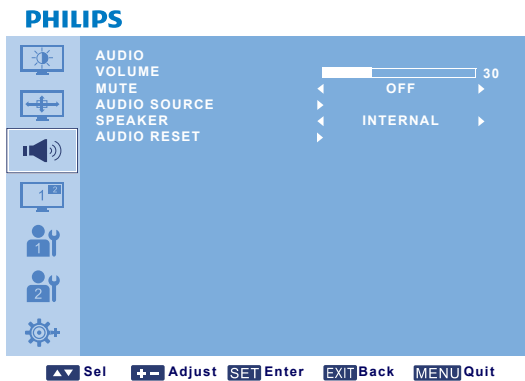 PHILIPS
AUDIO
VOLUME 30
MUTE OFF
AUDIO SOURCE
SPEAKER INTERNAL
AUDIO RESET
1 2
1
2
Sel + - Adjust SET Enter EXIT Back MENU Quit